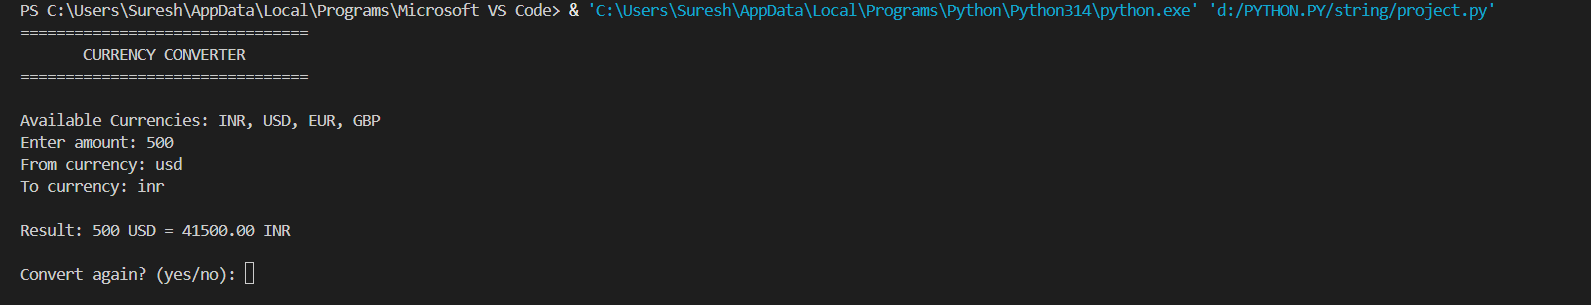 PS C:\Users\Suresh\AppData\Local\Programs\Microsoft VS Code> & 'C:\Users\Suresh\AppData\Local\Programs\Python\Python314\python.exe' 'd:/PYTHON.PY/string/project.py'
================================
       CURRENCY CONVERTER
================================
Available Currencies: INR, USD, EUR, GBP
Enter amount: 500
From currency: usd
To currency: inr
Result: 500 USD = 41500.00 INR
Convert again? (yes/no):